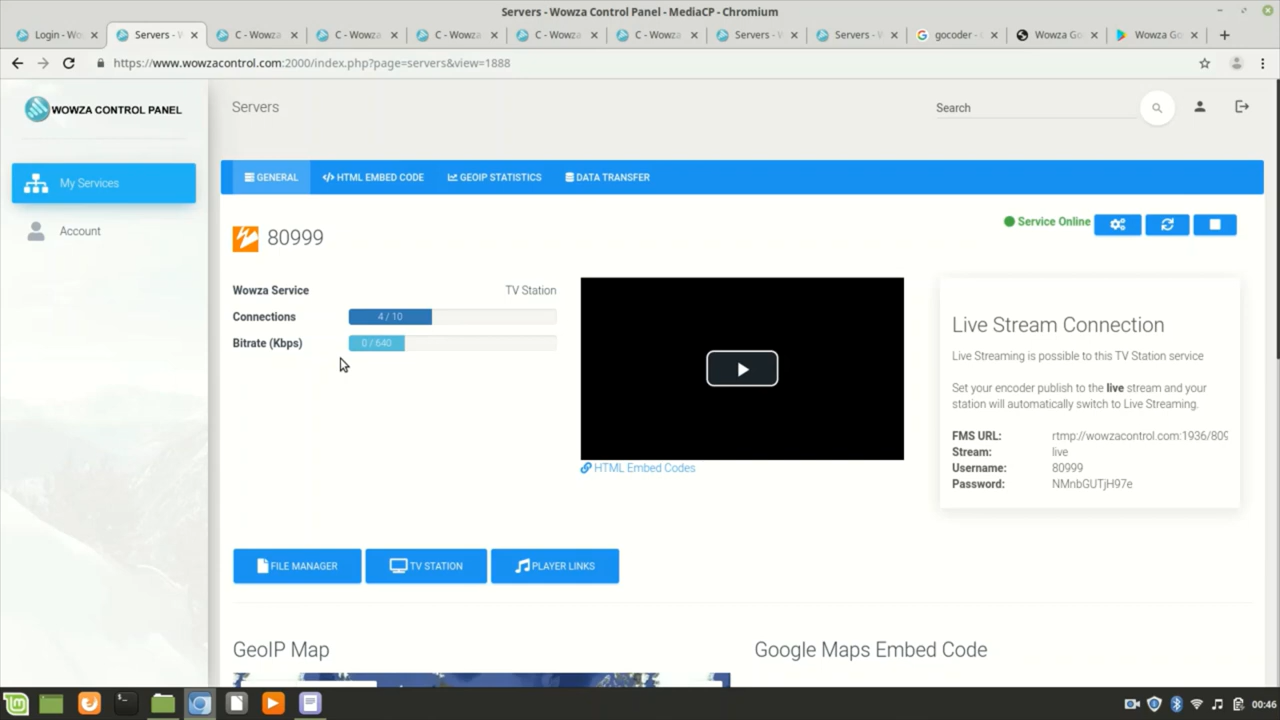 Servers - Wowza Control Panel - MediaCP - Chromium
Login - Wo
Servers - W
C - Wowza
C - Wowza
C - Wowza
C - Wowza
C - Wowza
Servers - W
Servers - W
gocoder -
Wowza Go
Wowza Go
https://www.wowzacontrol.com:2000/index.php?page=servers&view=1888
WOWZA CONTROL PANEL
Servers
Search
My Services
Account
GENERAL
HTML EMBED CODE
GEOIP STATISTICS
DATA TRANSFER
80999
Service Online
Wowza Service TV Station
Connections 4 / 10
Bitrate (Kbps) 0 / 640
HTML Embed Codes
Live Stream Connection
Live Streaming is possible to this TV Station service
Set your encoder publish to the live stream and your
station will automatically switch to Live Streaming.
FMS URL: rtmp://wowzacontrol.com:1936/809
Stream: live
Username: 80999
Password: NMnbGUTjH97e
FILE MANAGER
TV STATION
PLAYER LINKS
GeoIP Map
Google Maps Embed Code
00:46